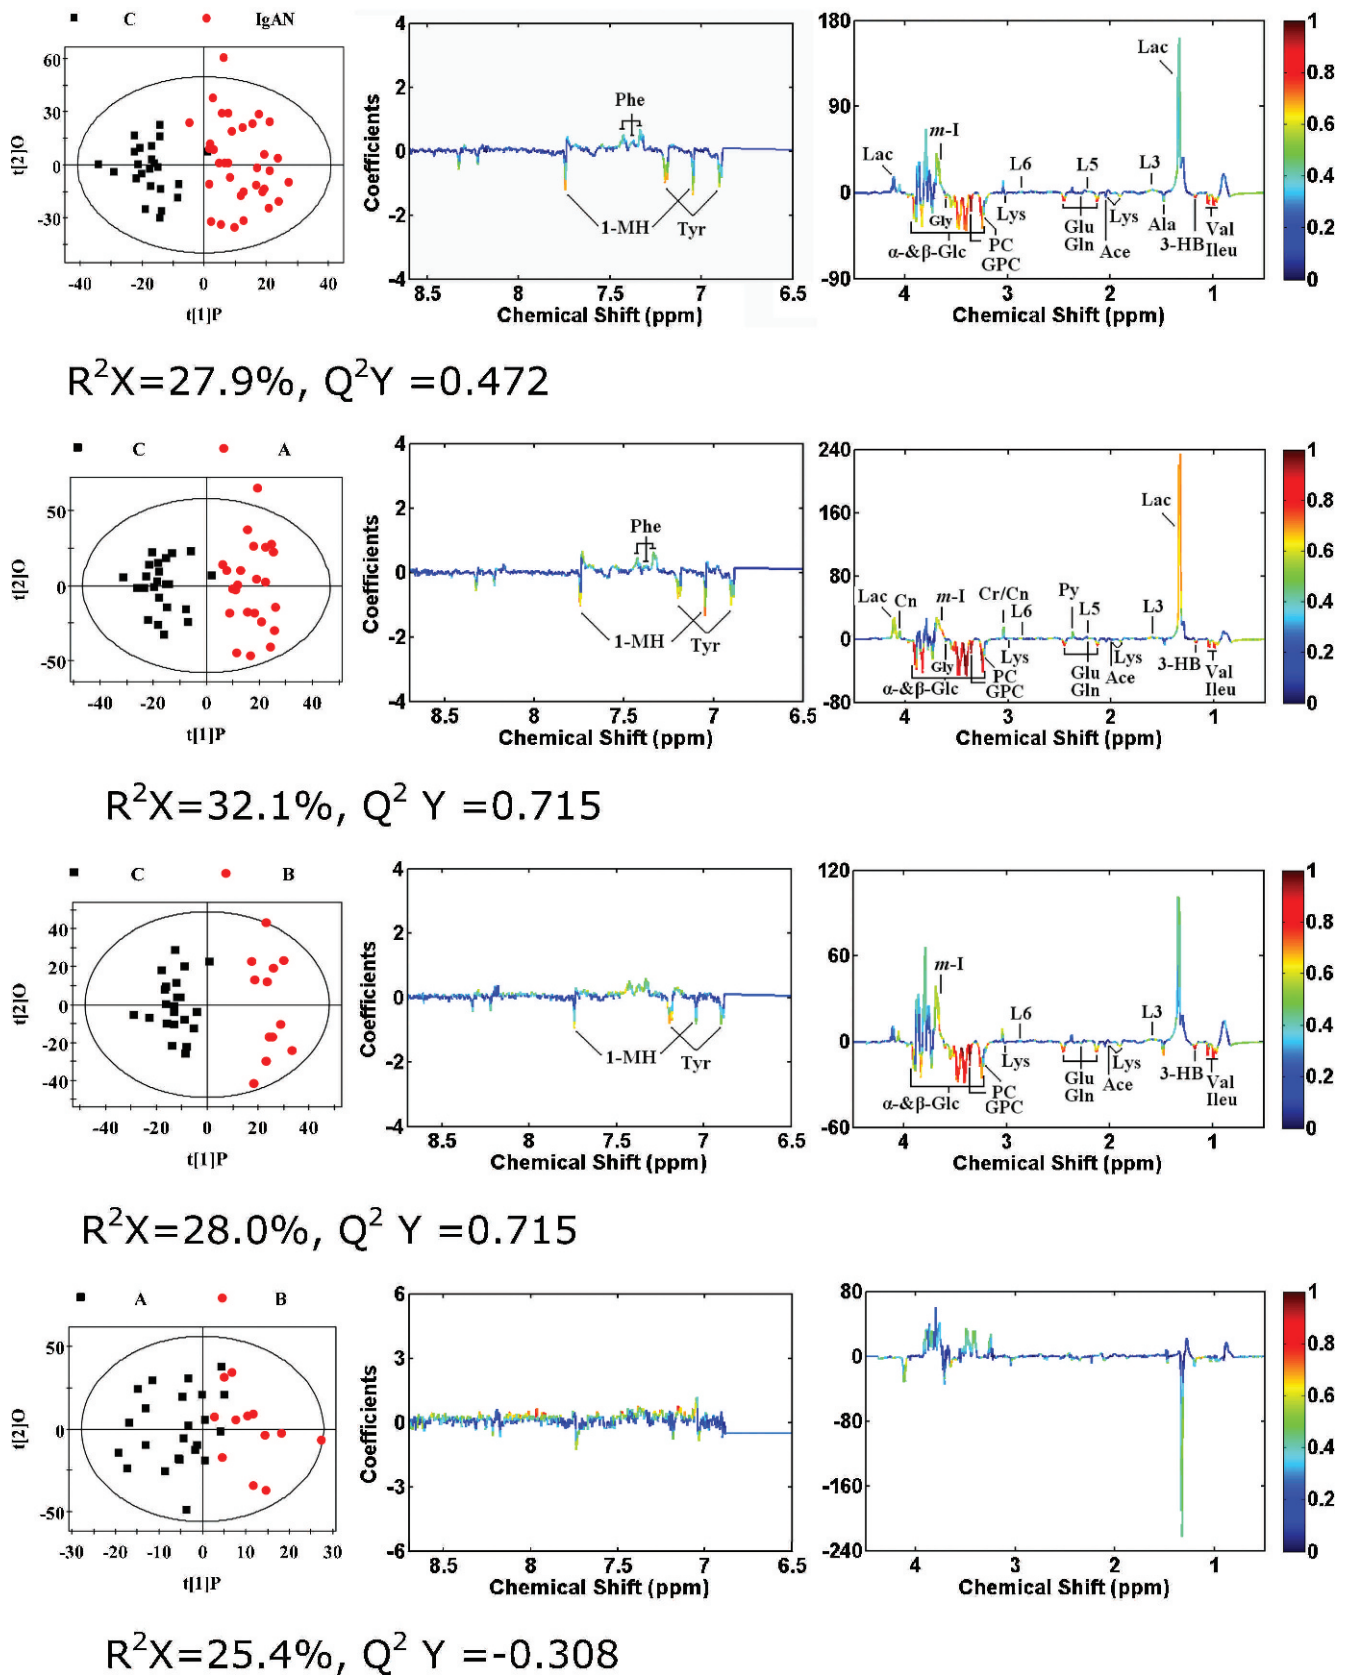 C IgAN
t[2]O
60
30
0
-30
-40 -20 0 20 40
t[1]P
Coefficients
4
2
0
-2
-4
Phe
1-MH Tyr
8.5 8 7.5 7 6.5
Chemical Shift (ppm)
180
90
0
-90
Lac
m-I
Lac L6 L5 L3
Gly Lys Glu Lys Val
α-&β-Glc PC Gln Ala Ileu
GPC Ace 3-HB
4 3 2 1
Chemical Shift (ppm)
1
0.8
0.6
0.4
0.2
0
R²X=27.9%, Q²Y =0.472
C A
t[2]O
50
0
-50
-40 -20 0 20 40
t[1]P
Coefficients
4
2
0
-2
-4
Phe
1-MH Tyr
8.5 8 7.5 7 6.5
Chemical Shift (ppm)
240
160
80
0
-80
Lac
Lac Cn m-I Cr/Cn Py
L6 L5 L3
Gly Lys Glu Lys 3-HB Val
α-&β-Glc PC Gln Ace Ileu
GPC
4 3 2 1
Chemical Shift (ppm)
1
0.8
0.6
0.4
0.2
0
R²X=32.1%, Q² Y =0.715
C B
t[2]O
40
20
0
-20
-40
-40 -20 0 20 40
t[1]P
Coefficients
4
2
0
-2
-4
1-MH Tyr
8.5 8 7.5 7 6.5
Chemical Shift (ppm)
120
60
0
-60
m-I
L6 L5 L3
Lys Glu Lys 3-HB Val
α-&β-Glc PC Gln Ace Ileu
GPC
4 3 2 1
Chemical Shift (ppm)
1
0.8
0.6
0.4
0.2
0
R²X=28.0%, Q² Y =0.715
A B
t[2]O
50
0
-50
-30 -20 -10 0 10 20 30
t[1]P
Coefficients
6
3
0
-3
-6
8.5 8 7.5 7 6.5
Chemical Shift (ppm)
80
0
-80
-160
-240
4 3 2 1
Chemical Shift (ppm)
1
0.8
0.6
0.4
0.2
0
R²X=25.4%, Q² Y =-0.308